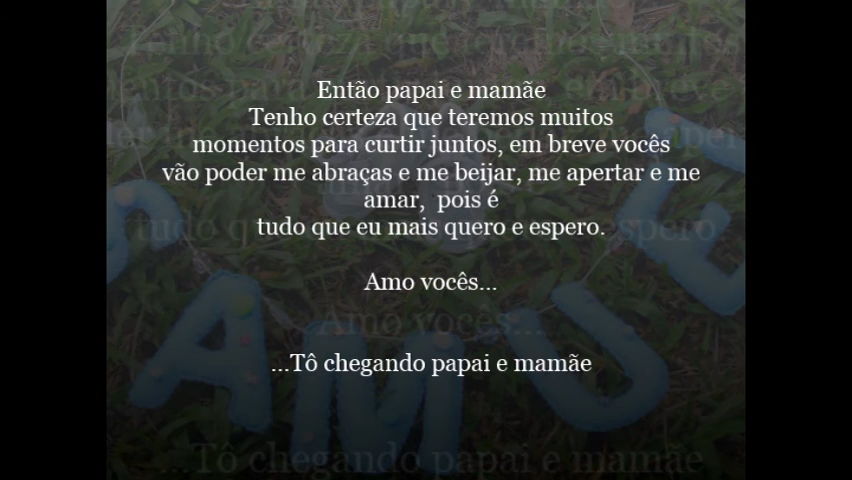 Então papai e mamãe
Tenho certeza que teremos muitos
momentos para curtir juntos, em breve vocês
vão poder me abraças e me beijar, me apertar e me
amar, pois é
tudo que eu mais quero e espero.
Amo vocês...
...Tô chegando papai e mamãe
SAMUE